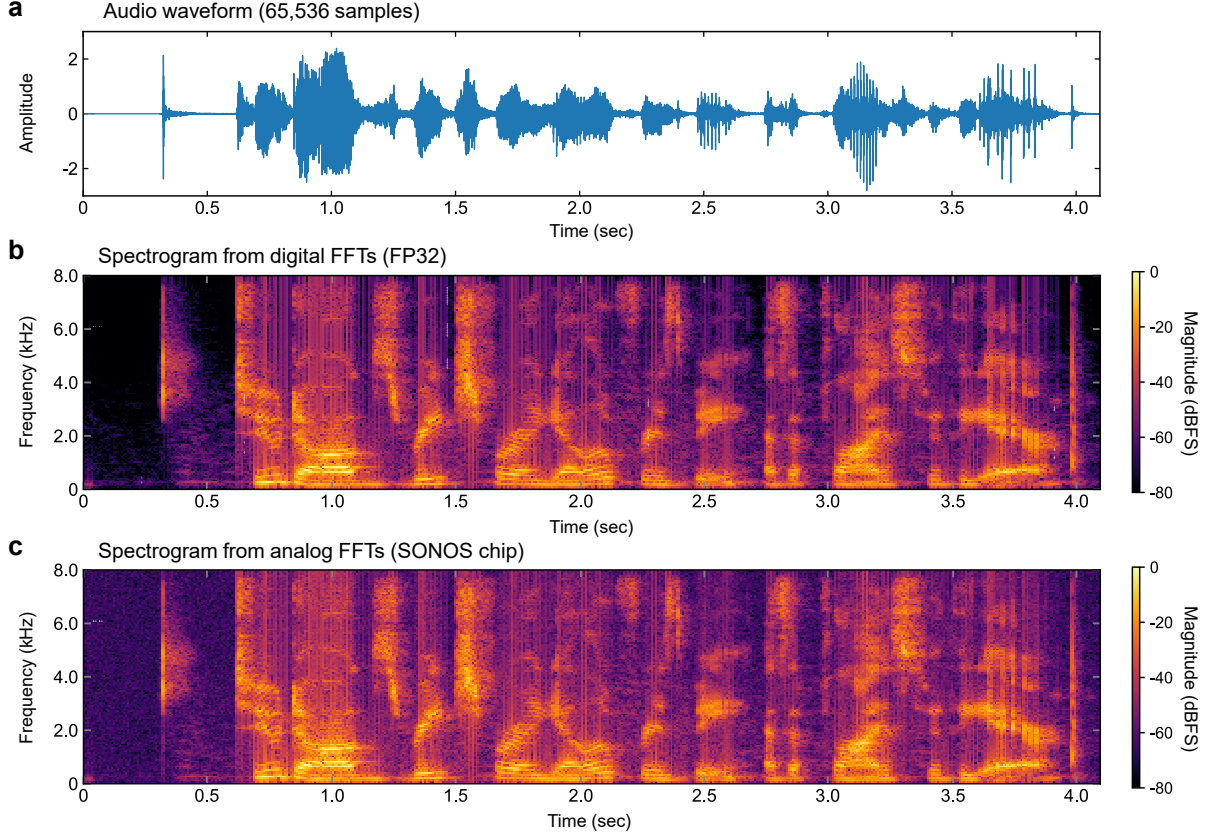 a
Audio waveform (65,536 samples)
Amplitude
2
0
-2
0 0.5 1.0 1.5 2.0 2.5 3.0 3.5 4.0
Time (sec)
b
Spectrogram from digital FFTs (FP32)
Frequency (kHz)
8.0
6.0
4.0
2.0
0
0 0.5 1.0 1.5 2.0 2.5 3.0 3.5 4.0
Time (sec)
0
-20
-40
-60
-80
Magnitude (dBFS)
c
Spectrogram from analog FFTs (SONOS chip)
Frequency (kHz)
8.0
6.0
4.0
2.0
0
0 0.5 1.0 1.5 2.0 2.5 3.0 3.5 4.0
Time (sec)
0
-20
-40
-60
-80
Magnitude (dBFS)